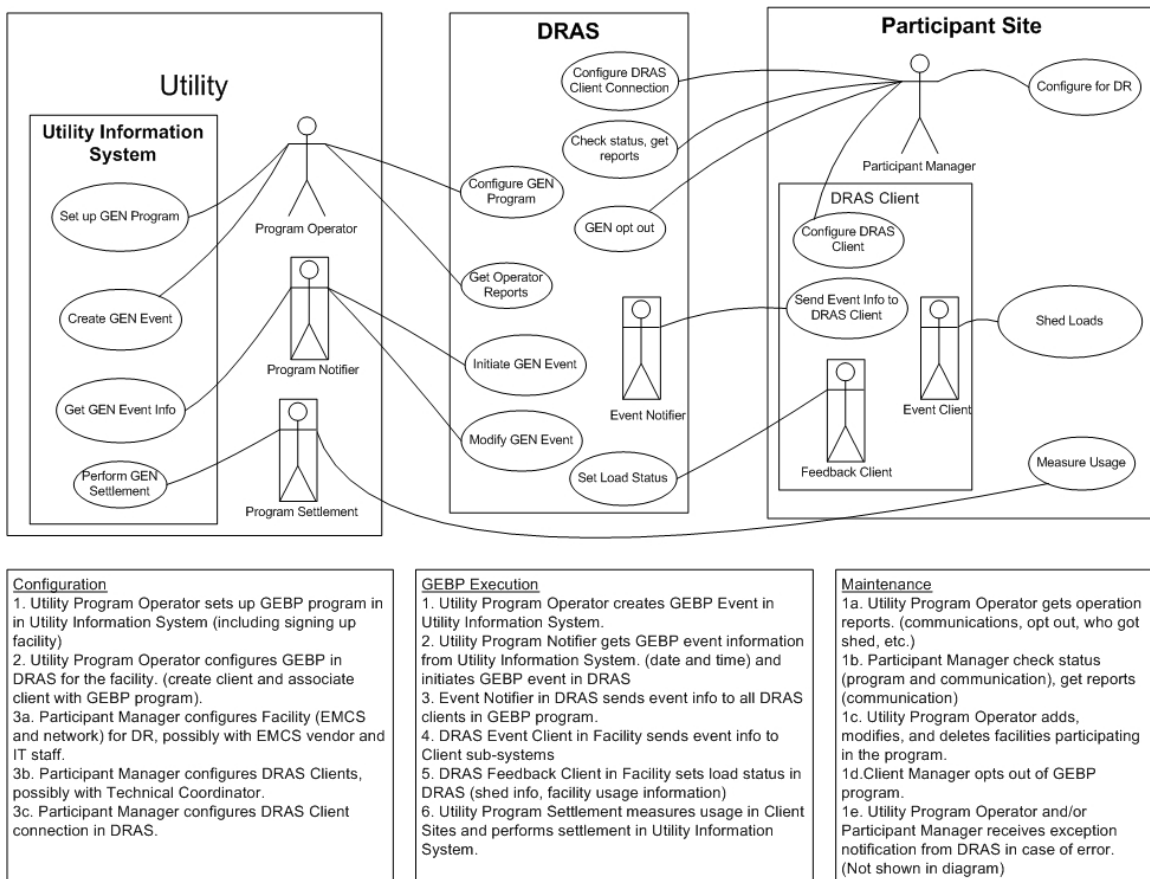 Utility
Utility Information
System
Set up GEN Program
Create GEN Event
Get GEN Event Info
Perform GEN
Settlement
Program Operator
Program Notifier
Program Settlement
DRAS
Configure DRAS
Client Connection
Check status, get
reports
Configure GEN
Program
GEN opt out
Get Operator
Reports
Initiate GEN Event
Event Notifier
Modify GEN Event
Set Load Status
Participant Site
Configure for DR
Participant Manager
DRAS Client
Configure DRAS
Client
Send Event Info to
DRAS Client
Shed Loads
Event Client
Feedback Client
Measure Usage
Configuration
1. Utility Program Operator sets up GEBP program in
in Utility Information System (including signing up
facility)
2. Utility Program Operator configures GEBP in
DRAS for the facility. (create client and associate
client with GEBP program).
3a. Participant Manager configures Facility (EMCS
and network) for DR, possibly with EMCS vendor and
IT staff.
3b. Participant Manager configures DRAS Clients,
possibly with Technical Coordinator.
3c. Participant Manager configures DRAS Client
connection in DRAS.
GEBP Execution
1. Utility Program Operator creates GEBP Event in
Utility Information System.
2. Utility Program Notifier gets GEBP event information
from Utility Information System. (date and time) and
initiates GEBP event in DRAS
3. Event Notifier in DRAS sends event info to all DRAS
clients in GEBP program.
4. DRAS Event Client in Facility sends event info to
Client sub-systems
5. DRAS Feedback Client in Facility sets load status in
DRAS (shed info, facility usage information)
6. Utility Program Settlement measures usage in Client
Sites and performs settlement in Utility Information
System.
Maintenance
1a. Utility Program Operator gets operation
reports. (communications, opt out, who got
shed, etc.)
1b. Participant Manager check status
(program and communication), get reports
(communication)
1c. Utility Program Operator adds,
modifies, and deletes facilities participating
in the program.
1d.Client Manager opts out of GEBP
program.
1e. Utility Program Operator and/or
Participant Manager receives exception
notification from DRAS in case of error.
(Not shown in diagram)